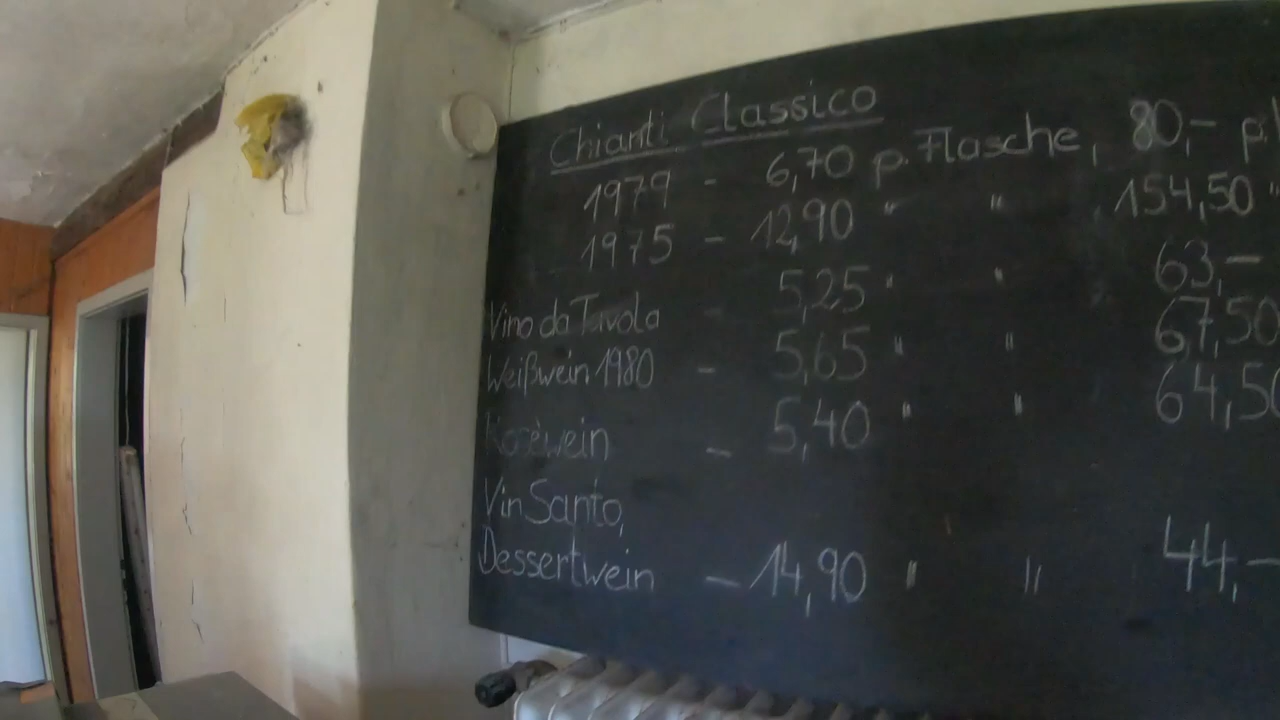 Chianti Classico
1979 - 6,70 p. Flasche, 80,- p.
1975 - 12,90 " " 154,50 "
Vino da Tavola - 5,25 " " 63,-
Weißwein 1980 - 5,65 " " 67,50
Rosèwein - 5,40 " " 64,50
Vin Santo,
Dessertwein - 14,90 " " 44,-